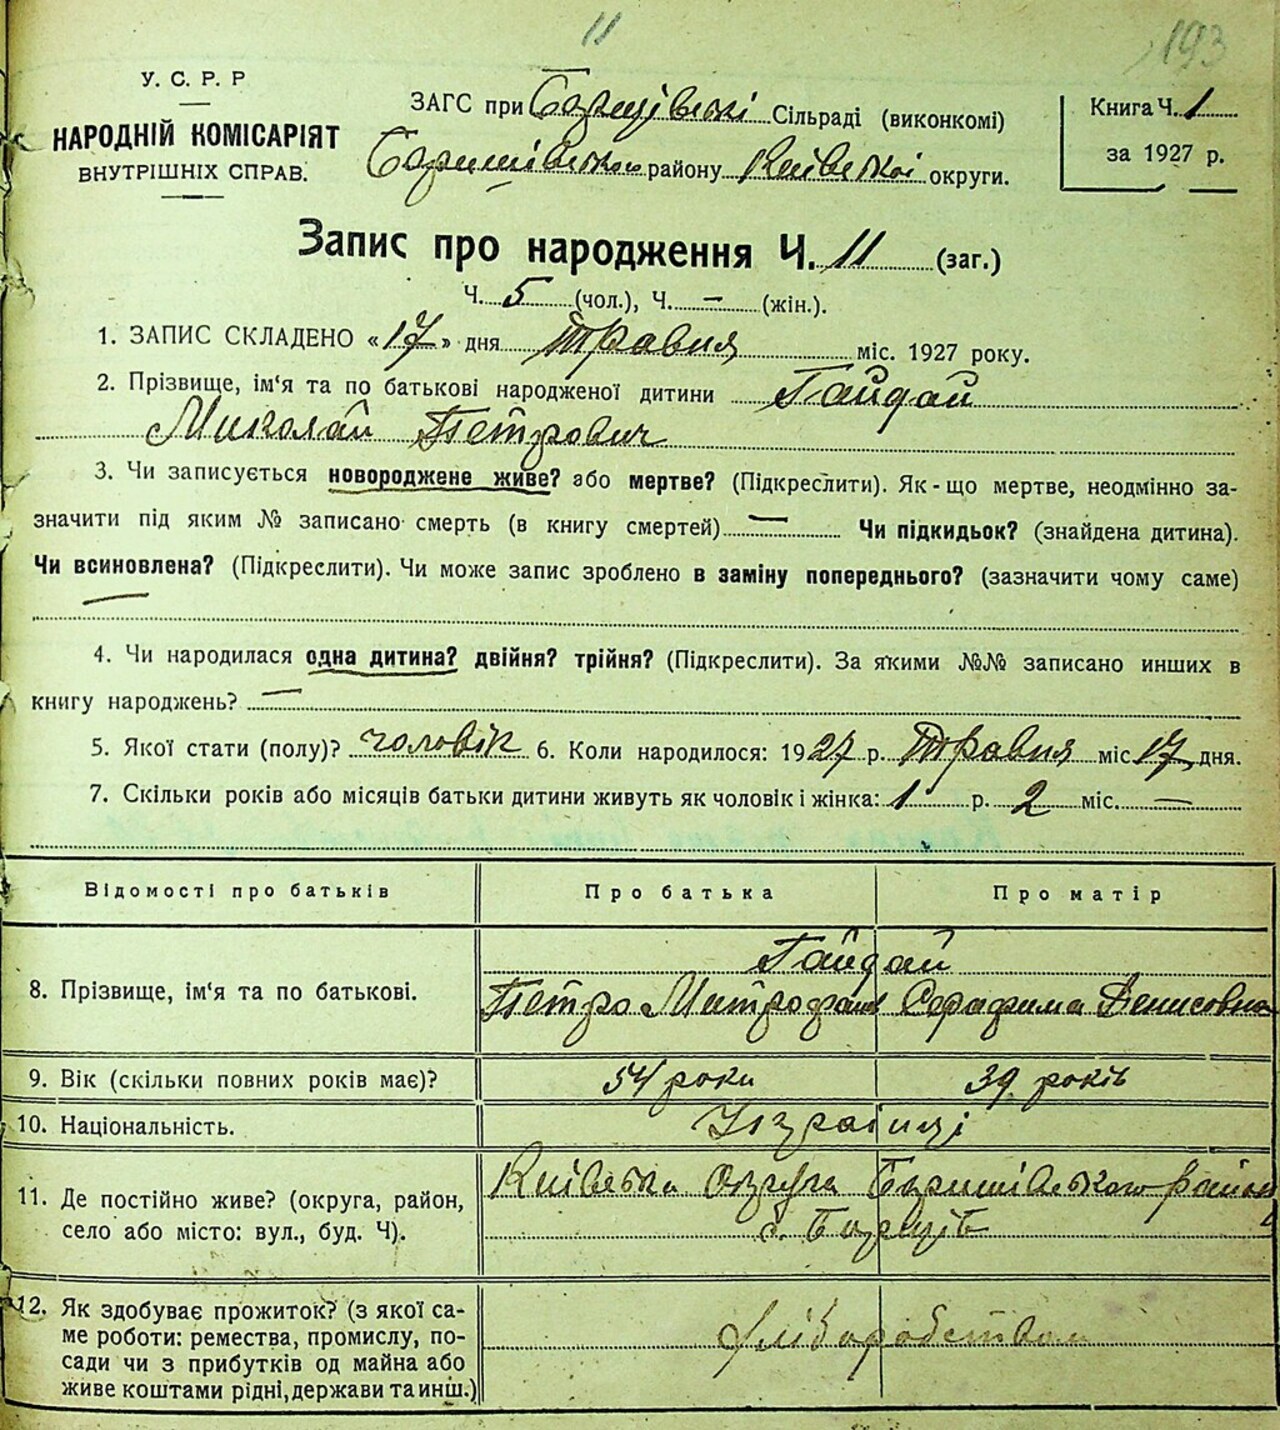 11
193
У. С. Р. Р
НАРОДНІЙ КОМІСАРІЯТ
ВНУТРІШНІХ СПРАВ.
ЗАГС при Борщівські Сільраді (виконкомі)
Баришівського району Київської округи.
Книга Ч. 1
за 1927 р.
Запис про народження Ч. 11 (заг.)
Ч. 5 (чол.), Ч. — (жін.).
1. ЗАПИС СКЛАДЕНО «17» дня Травня міс. 1927 року.
2. Прізвище, ім'я та по батькові народженої дитини Гайдай
Миколай Петрович
3. Чи записується новороджене живе? або мертве? (Підкреслити). Як-що мертве, неодмінно за-
значити під яким № записано смерть (в книгу смертей) — Чи підкидьок? (знайдена дитина).
Чи всиновлена? (Підкреслити). Чи може запис зроблено в заміну попереднього? (зазначити чому саме)
4. Чи народилася одна дитина? двійня? трійня? (Підкреслити). За якими №№ записано инших в
книгу народжень? —
5. Якої стати (полу)? чоловік 6. Коли народилося: 1927 р. Травня міс 17 дня.
7. Скільки років або місяців батьки дитини живуть як чоловік і жінка: 1 р. 2 міс. —
Відомості про батьків Про батька Про матір
Гайдай
8. Прізвище, ім'я та по батькові. Петро Митрофан Серафима Денисовна
9. Вік (скільки повних років має)? 54 роки 39 років
10. Національність. Українці
11. Де постійно живе? (округа, район, Київська Округа Баришівського район
село або місто: вул., буд. Ч). с. Борщів
12. Як здобуває прожиток? (з якої са-
ме роботи: ремества, промислу, по- Хліборобством
сади чи з прибутків од майна або
живе коштами рідні, держави та инш.)